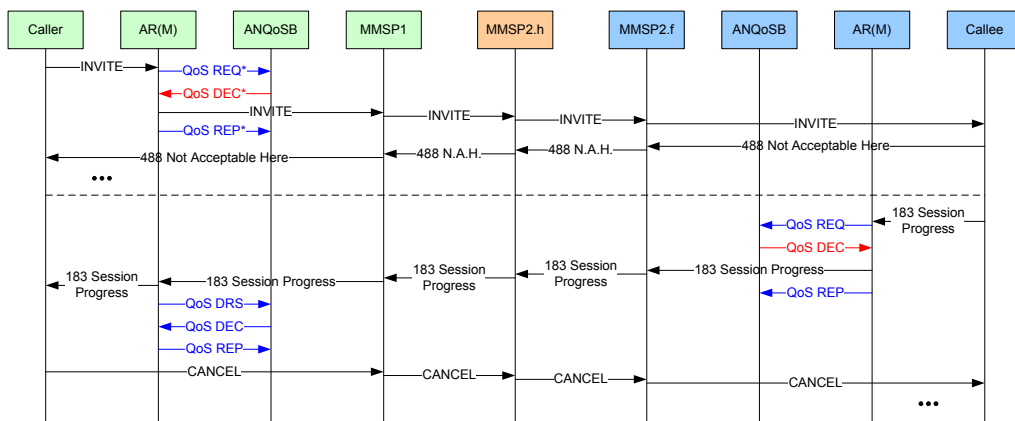 Caller
AR(M)
ANQoSB
MMSP1
MMSP2.h
MMSP2.f
ANQoSB
AR(M)
Callee
INVITE
QoS REQ*
QoS DEC*
INVITE
INVITE
INVITE
INVITE
QoS REP*
488 Not Acceptable Here
488 N.A.H.
488 N.A.H.
488 Not Acceptable Here
•••
183 Session
Progress
QoS REQ
QoS DEC
183 Session Progress
183 Session
Progress
183 Session
Progress
183 Session Progress
183 Session
Progress
QoS REP
QoS DRS
QoS DEC
QoS REP
CANCEL
CANCEL
CANCEL
CANCEL
•••